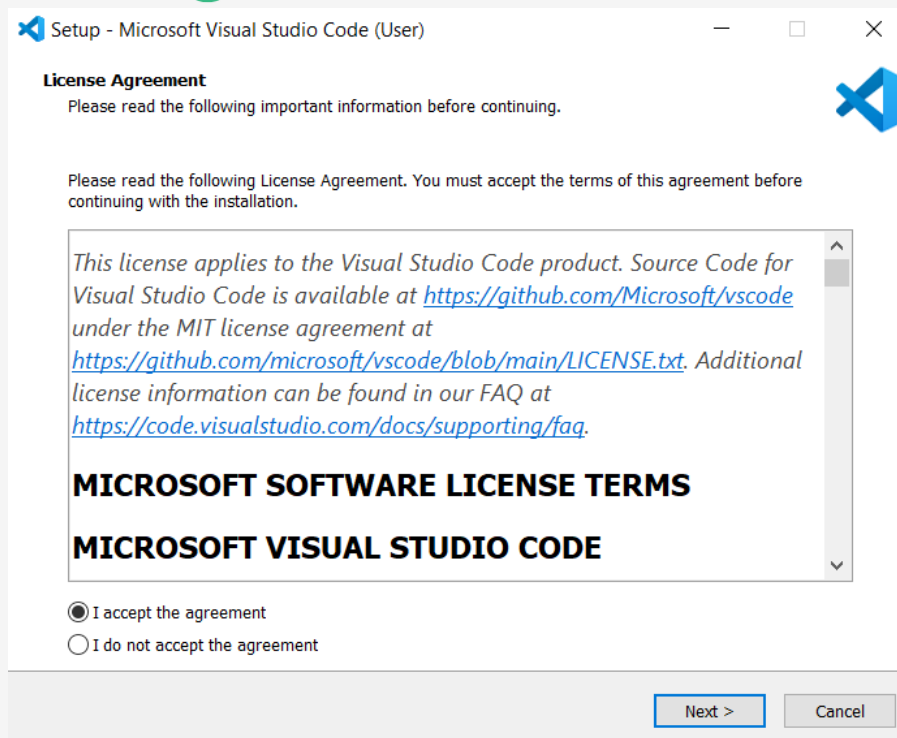 Setup - Microsoft Visual Studio Code (User)
License Agreement
Please read the following important information before continuing.
Please read the following License Agreement. You must accept the terms of this agreement before
continuing with the installation.
This license applies to the Visual Studio Code product. Source Code for
Visual Studio Code is available at https://github.com/Microsoft/vscode
under the MIT license agreement at
https://github.com/microsoft/vscode/blob/main/LICENSE.txt. Additional
license information can be found in our FAQ at
https://code.visualstudio.com/docs/supporting/faq.
MICROSOFT SOFTWARE LICENSE TERMS
MICROSOFT VISUAL STUDIO CODE
I accept the agreement
I do not accept the agreement
Next >
Cancel